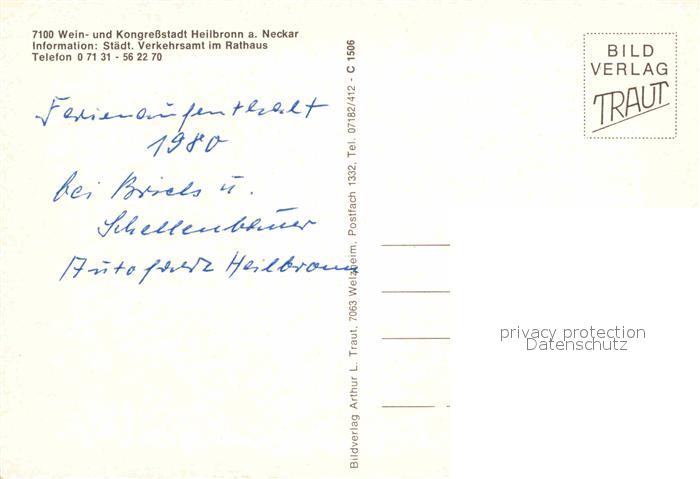 7100 Wein- und Kongreßstadt Heilbronn a. Neckar
Information: Städt. Verkehrsamt im Rathaus
Telefon 0 71 31 - 56 22 70
Ferienaufenthalt
1980
bei Briels u.
Schellenbauer
Autofahrt Heilbronn
Bildverlag Arthur L. Traut, 7063 Welzheim, Postfach 1332, Tel. 07182/412 - C 1506
BILD
VERLAG
TRAUT
privacy protection
Datenschutz